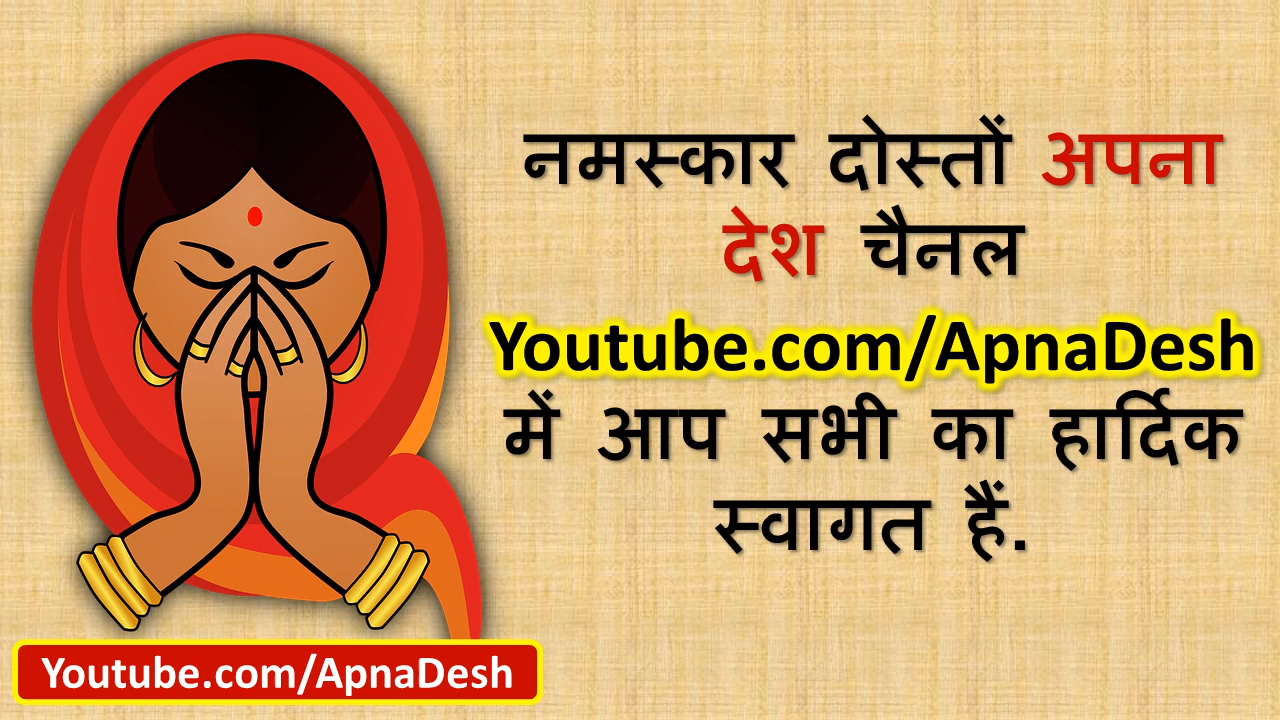 नमस्कार दोस्तों अपना
देश चैनल
Youtube.com/ApnaDesh
में आप सभी का हार्दिक
स्वागत हैं.
Youtube.com/ApnaDesh